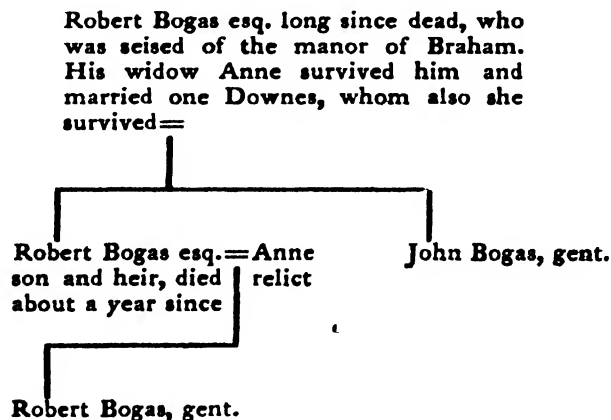 Robert Bogas esq. long since dead, who
was seised of the manor of Braham.
His widow Anne survived him and
married one Downes, whom also she
survived=
Robert Bogas esq.=Anne
son and heir, died relict
about a year since
John Bogas, gent.
Robert Bogas, gent.